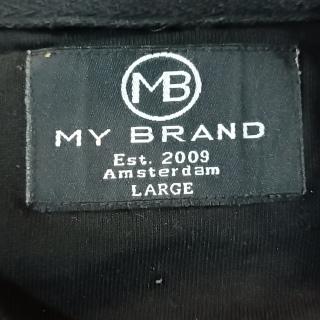 MB
MY BRAND
Est. 2009
Amsterdam
LARGE